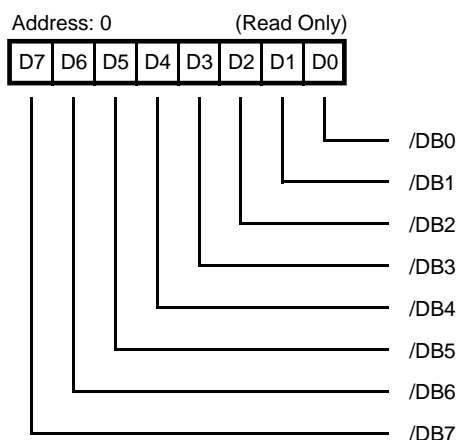 Address: 0 (Read Only)
D7 D6 D5 D4 D3 D2 D1 D0
/DB0
/DB1
/DB2
/DB3
/DB4
/DB5
/DB6
/DB7